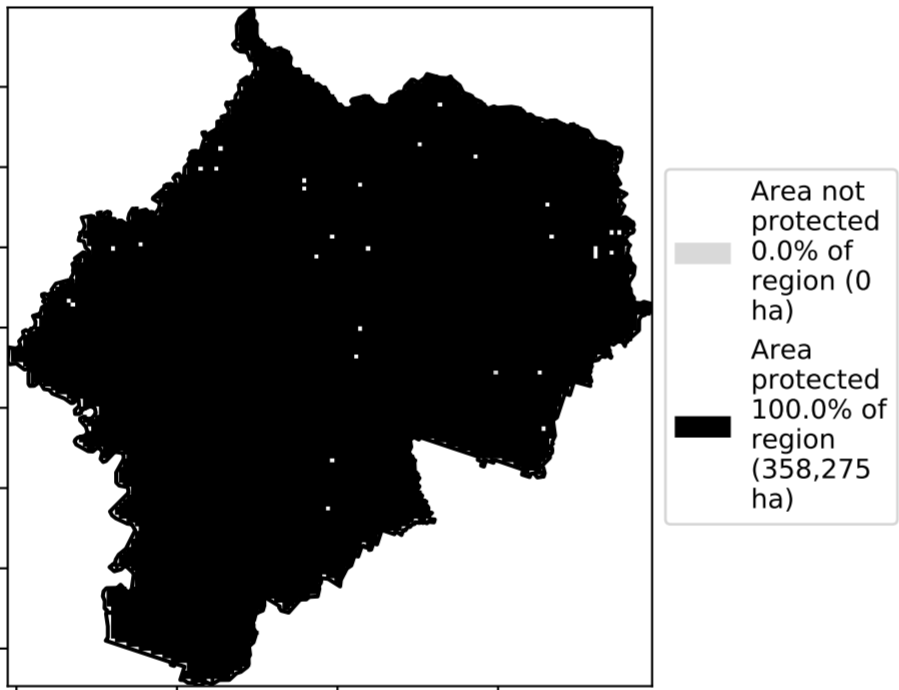 Area not
protected
0.0% of
region (0
ha)
Area
protected
100.0% of
region
(358,275
ha)